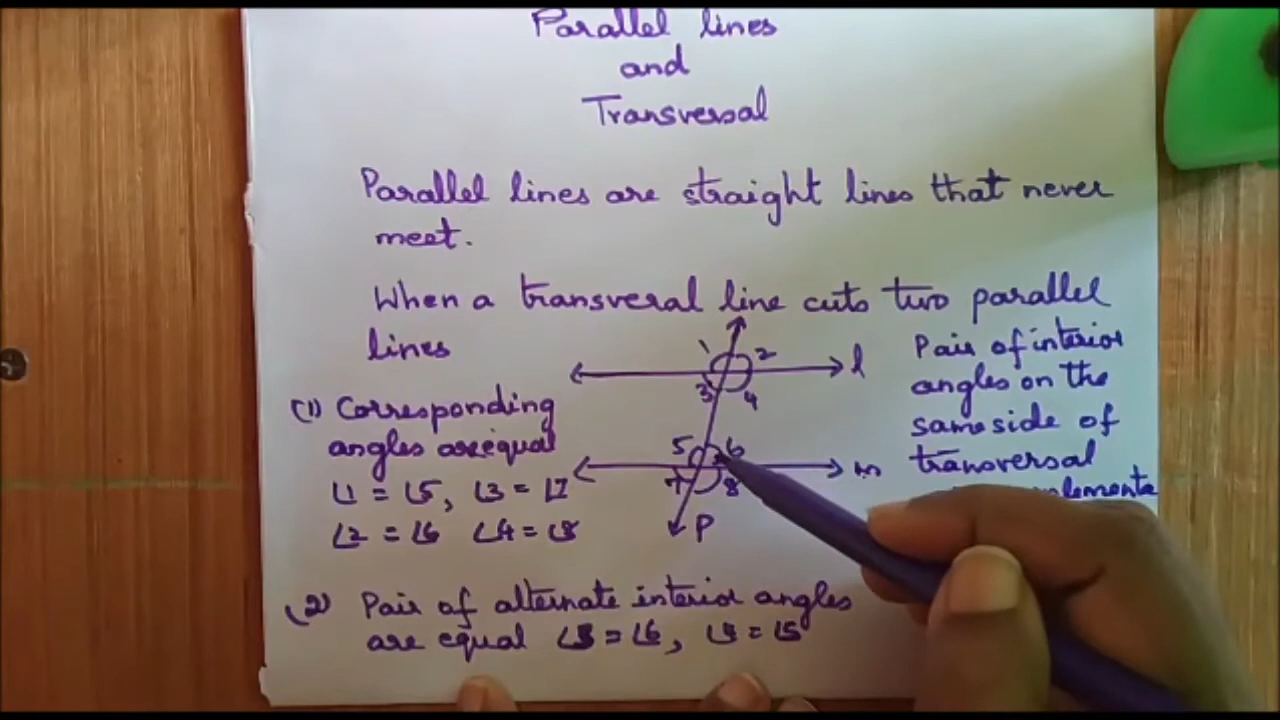 Parallel lines
and
Transversal
Parallel lines are straight lines that never
meet.
When a transveral line cuts two parallel
lines
(1) Corresponding
angles are equal
∠1 = ∠5, ∠3 = ∠7
∠2 = ∠6 ∠4 = ∠8
1 2
3 4
l
5 6
7 8
m
P
Pair of interior
angles on the
same side of
transversal
(2) Pair of alternate interior angles
are equal ∠3 = ∠6, ∠4 = ∠5